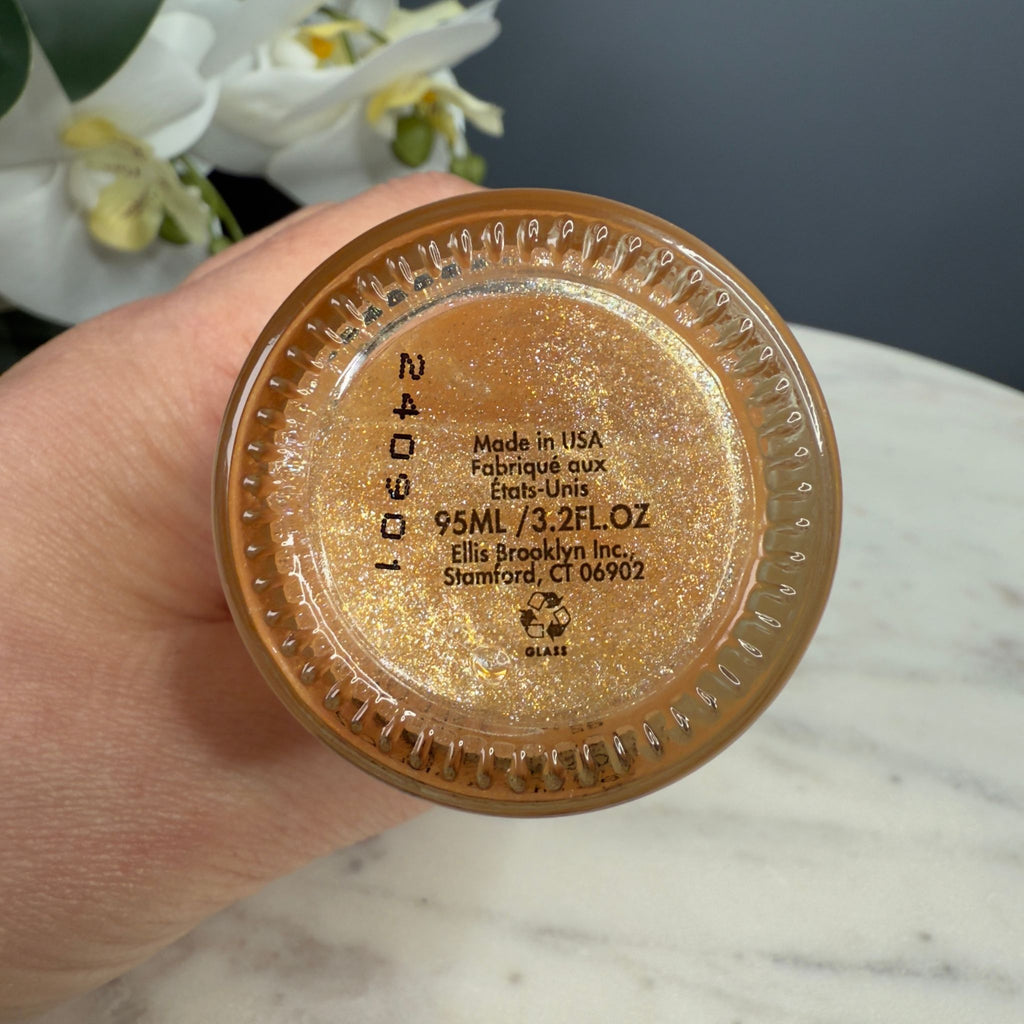 240901
Made in USA
Fabriqué aux
États-Unis
95ML /3.2FL.OZ
Ellis Brooklyn Inc.,
Stamford, CT 06902
GLASS